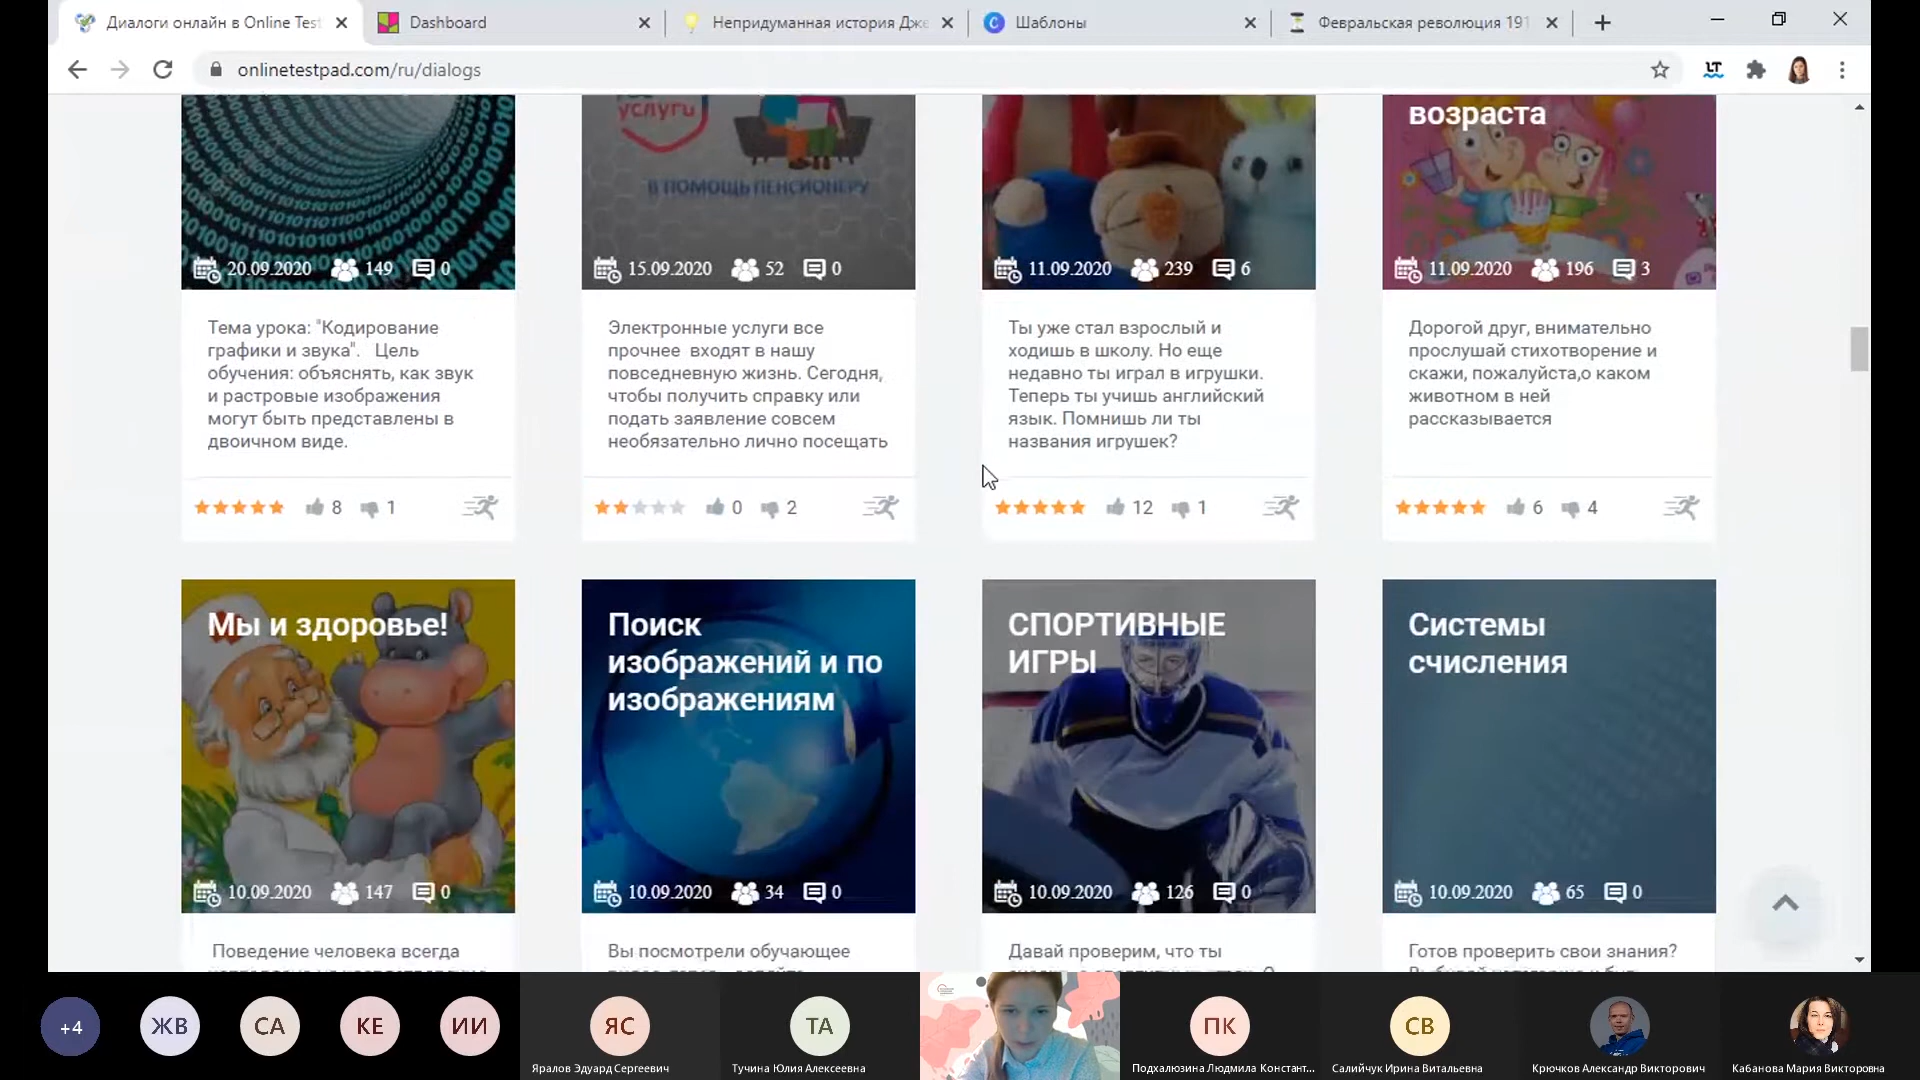 Диалоги онлайн в Online Test
Dashboard
Непридуманная история Дже
Шаблоны
Февральская революция 191
onlinetestpad.com/ru/dialogs
LT
услуги
В ПОМОЩЬ ПЕНСИОНЕРУ
возраста
20.09.2020 149 0
15.09.2020 52 0
11.09.2020 239 6
11.09.2020 196 3
Тема урока: "Кодирование
графики и звука". Цель
обучения: объяснять, как звук
и растровые изображения
могут быть представлены в
двоичном виде.
Электронные услуги все
прочнее входят в нашу
повседневную жизнь. Сегодня,
чтобы получить справку или
подать заявление совсем
необязательно лично посещать
Ты уже стал взрослый и
ходишь в школу. Но еще
недавно ты играл в игрушки.
Теперь ты учишь английский
язык. Помнишь ли ты
названия игрушек?
Дорогой друг, внимательно
прослушай стихотворение и
скажи, пожалуйста,о каком
животном в ней
рассказывается
8 1
0 2
12 1
6 4
Мы и здоровье!
Поиск
изображений и по
изображениям
СПОРТИВНЫЕ
ИГРЫ
Системы
счисления
10.09.2020 147 0
10.09.2020 34 0
10.09.2020 126 0
10.09.2020 65 0
Поведение человека всегда
Вы посмотрели обучающее
Давай проверим, что ты
Готов проверить свои знания?
+4
ЖВ
СА
КЕ
ИИ
ЯС
ТА
ПК
СВ
Яралов Эдуард Сергеевич
Тучина Юлия Алексеевна
Подхалюзина Людмила Констант...
Салийчук Ирина Витальевна
Крючков Александр Викторович
Кабанова Мария Викторовна